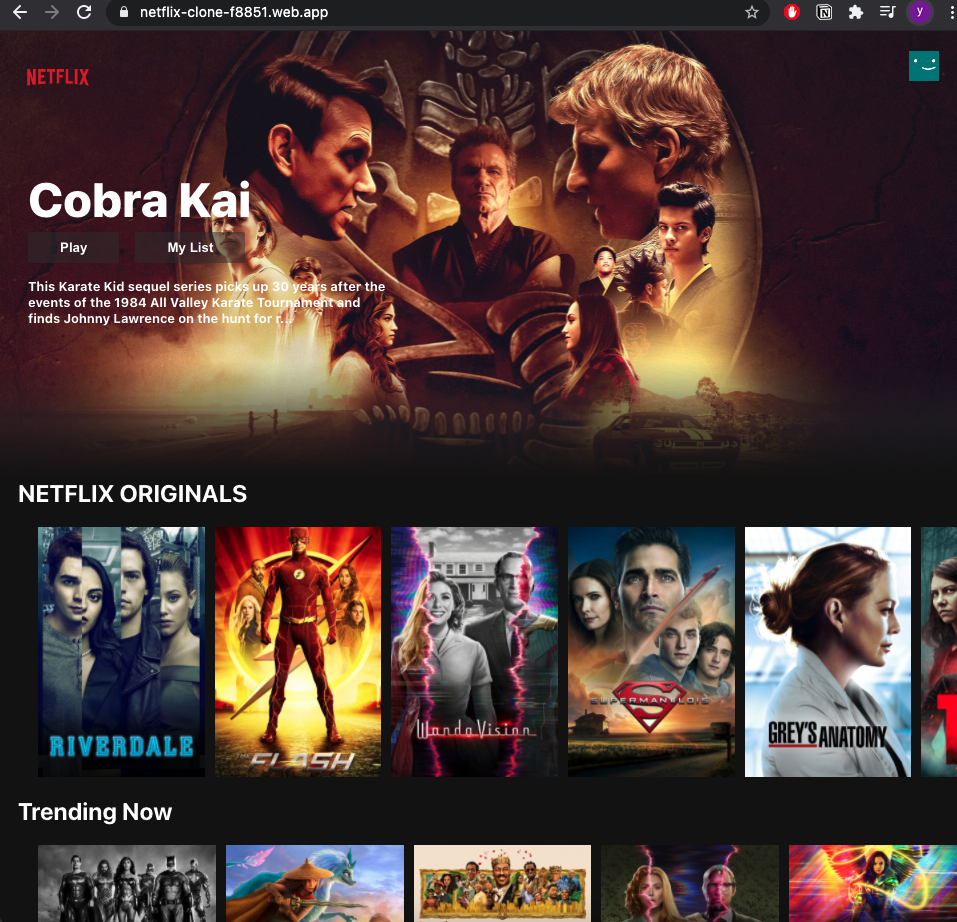 netflix-clone-f8851.web.app
y
NETFLIX
Cobra Kai
Play
My List
This Karate Kid sequel series picks up 30 years after the
events of the 1984 All Valley Karate Tournament and
finds Johnny Lawrence on the hunt for r...
NETFLIX ORIGINALS
RIVERDALE
THE FLASH
WandaVision
SUPERMAN & LOIS
GREY'S ANATOMY
Trending Now